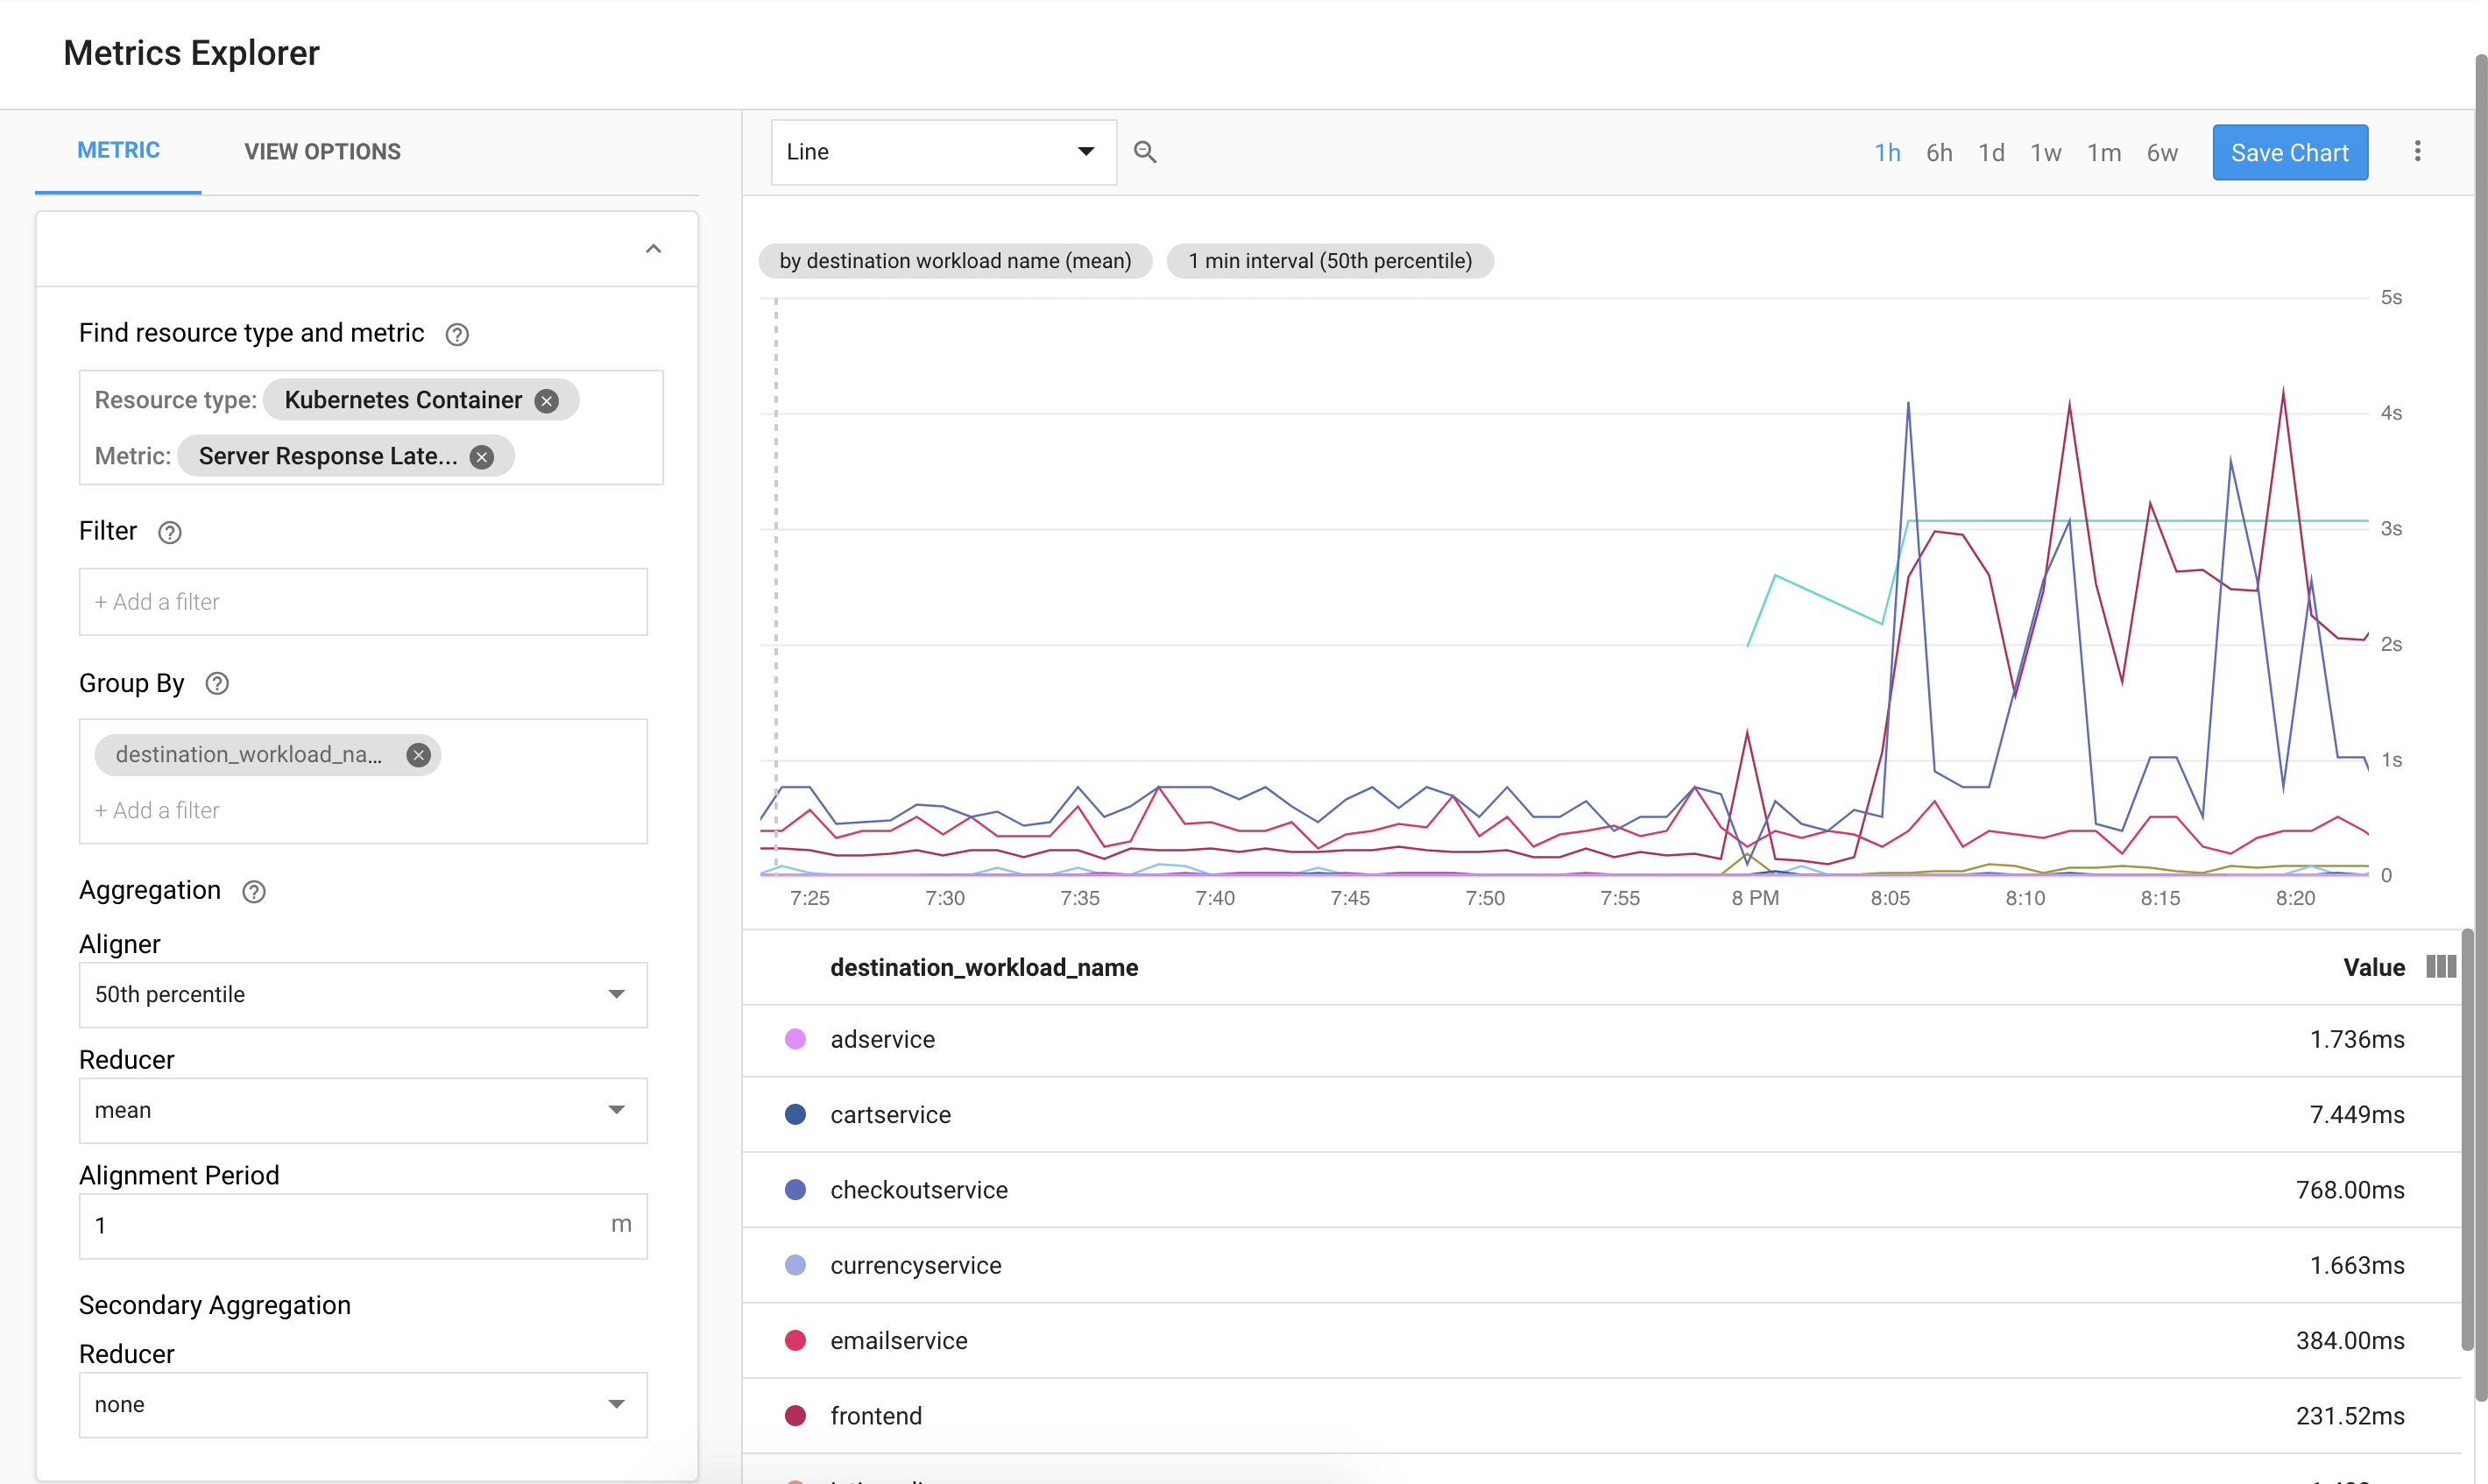 Metrics Explorer
METRIC
VIEW OPTIONS
Find resource type and metric
Resource type: Kubernetes Container
Metric: Server Response Late...
Filter
+ Add a filter
Group By
destination_workload_na...
+ Add a filter
Aggregation
Aligner
50th percentile
Reducer
mean
Alignment Period
1 m
Secondary Aggregation
Reducer
none
Line
1h 6h 1d 1w 1m 6w Save Chart
by destination workload name (mean) 1 min interval (50th percentile)
5s
4s
3s
2s
1s
0
7:25 7:30 7:35 7:40 7:45 7:50 7:55 8 PM 8:05 8:10 8:15 8:20
destination_workload_name Value
adservice 1.736ms
cartservice 7.449ms
checkoutservice 768.00ms
currencyservice 1.663ms
emailservice 384.00ms
frontend 231.52ms